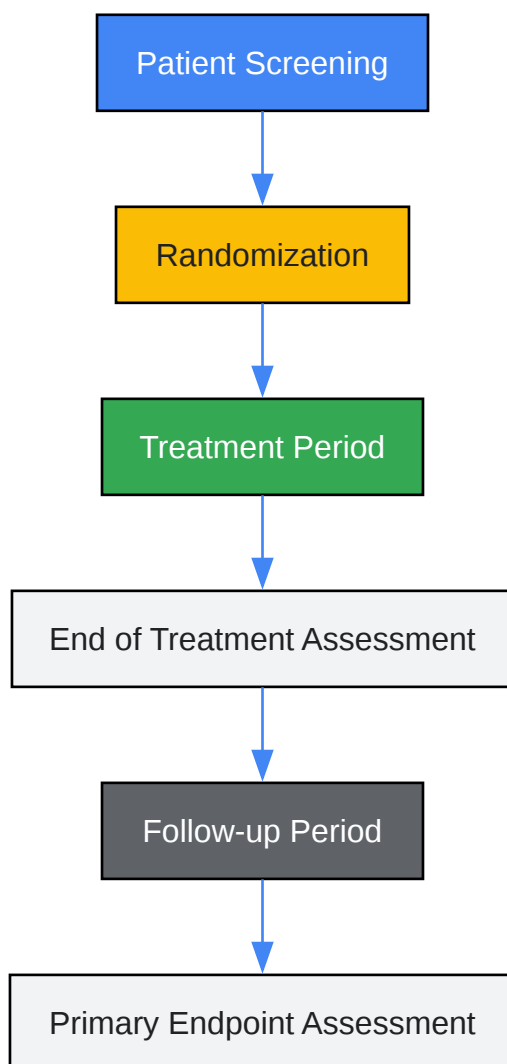 Patient Screening
Randomization
Treatment Period
End of Treatment Assessment
Follow-up Period
Primary Endpoint Assessment